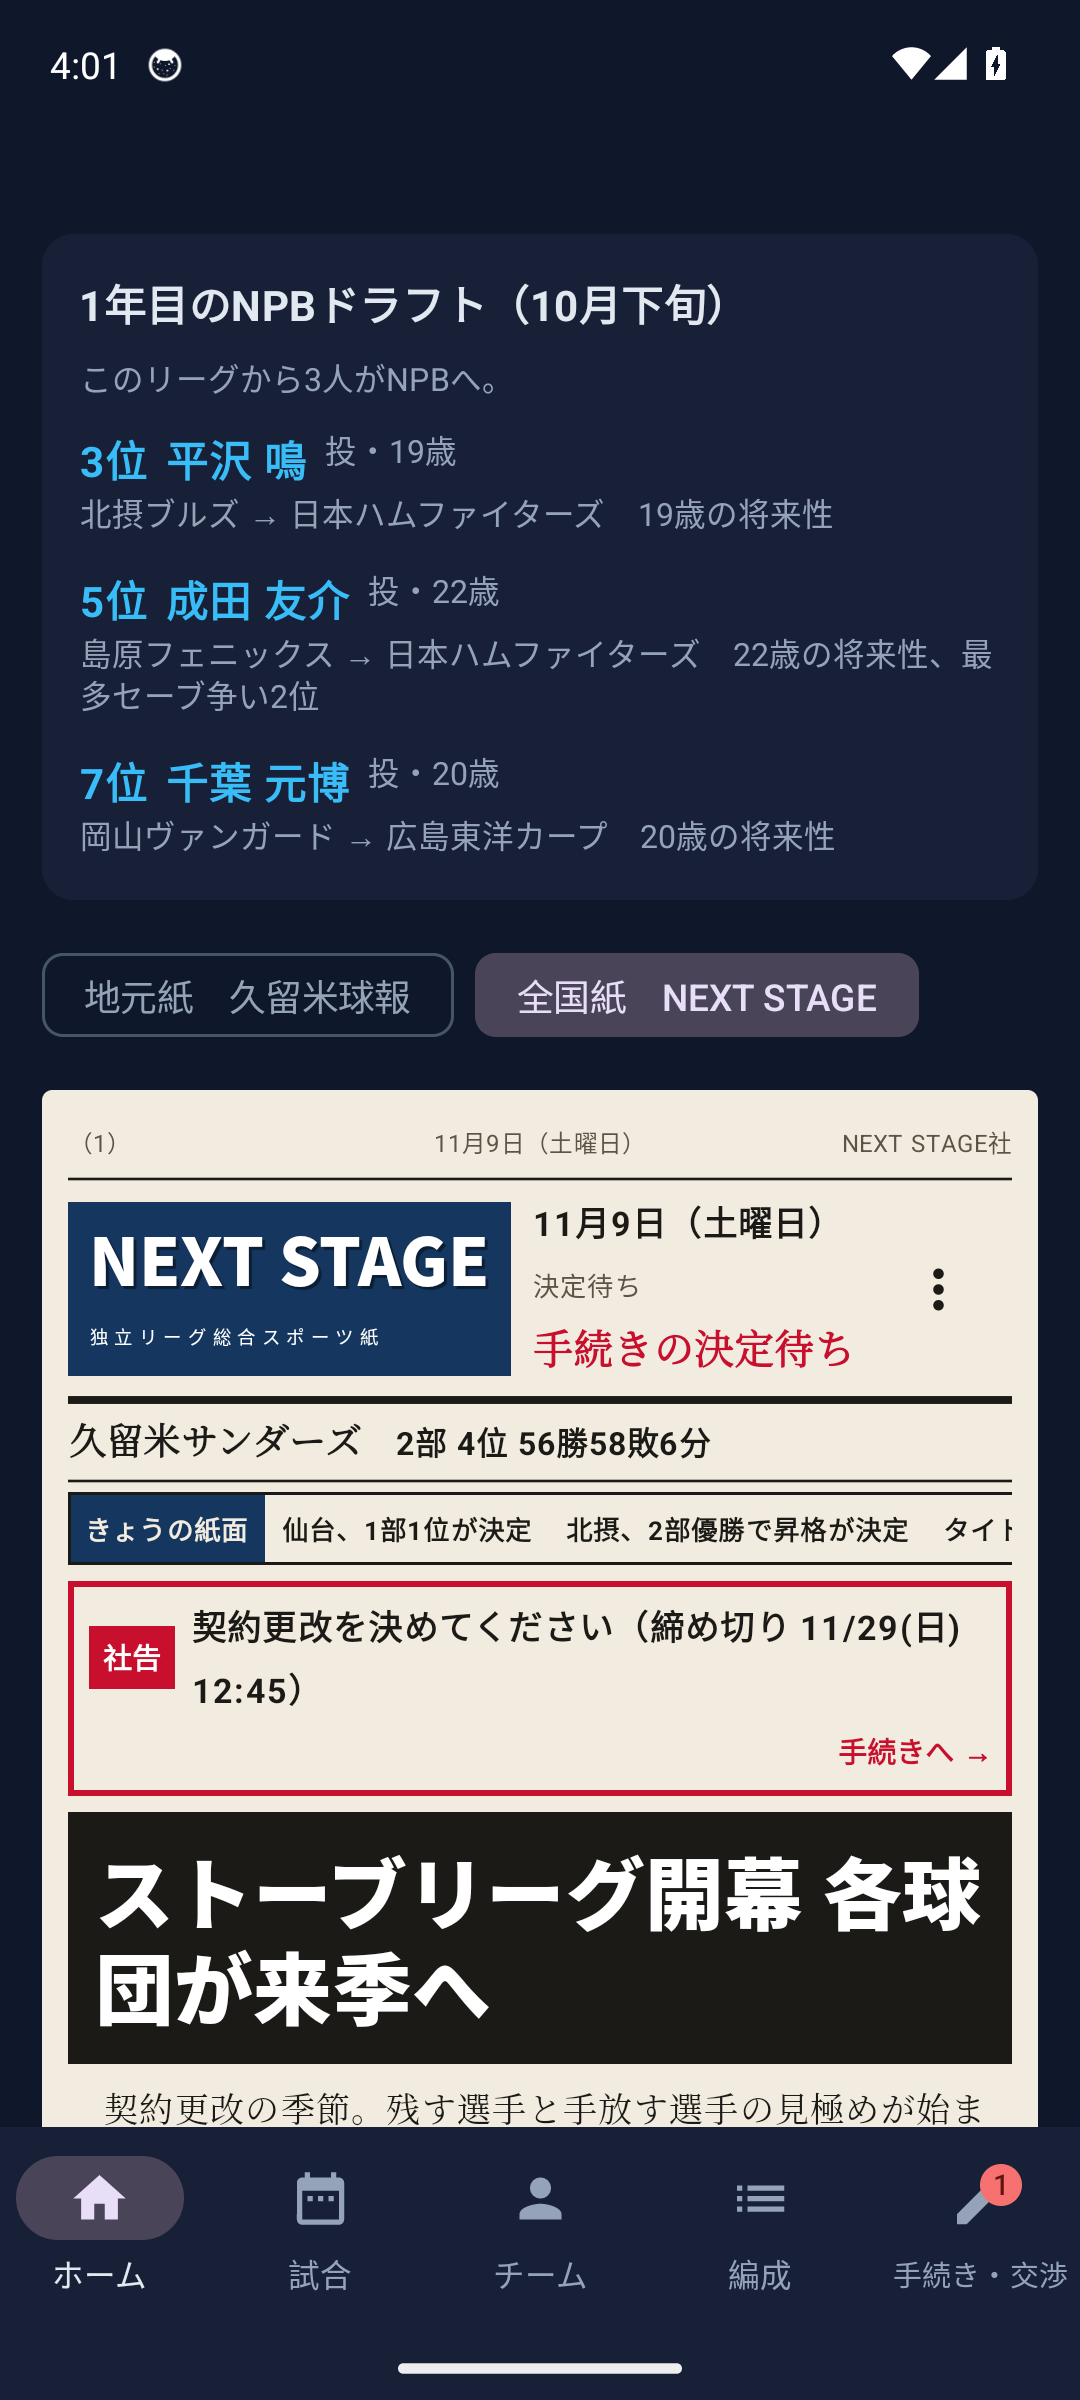 4:01
1年目のNPBドラフト（10月下旬）
このリーグから3人がNPBへ。
3位 平沢 鳴 投・19歳
北摂ブルズ → 日本ハムファイターズ　19歳の将来性
5位 成田 友介 投・22歳
島原フェニックス → 日本ハムファイターズ　22歳の将来性、最
多セーブ争い2位
7位 千葉 元博 投・20歳
岡山ヴァンガード → 広島東洋カープ　20歳の将来性
地元紙　久留米球報
全国紙　NEXT STAGE
（1）
11月9日（土曜日）
NEXT STAGE社
NEXT STAGE
独立リーグ総合スポーツ紙
11月9日（土曜日）
決定待ち
手続きの決定待ち
久留米サンダーズ　2部 4位 56勝58敗6分
きょうの紙面
仙台、1部1位が決定　北摂、2部優勝で昇格が決定　タイト
社告
契約更改を決めてください（締め切り 11/29(日)
12:45）
手続きへ →
ストーブリーグ開幕 各球
団が来季へ
契約更改の季節。残す選手と手放す選手の見極めが始ま
1
ホーム
試合
チーム
編成
手続き・交渉